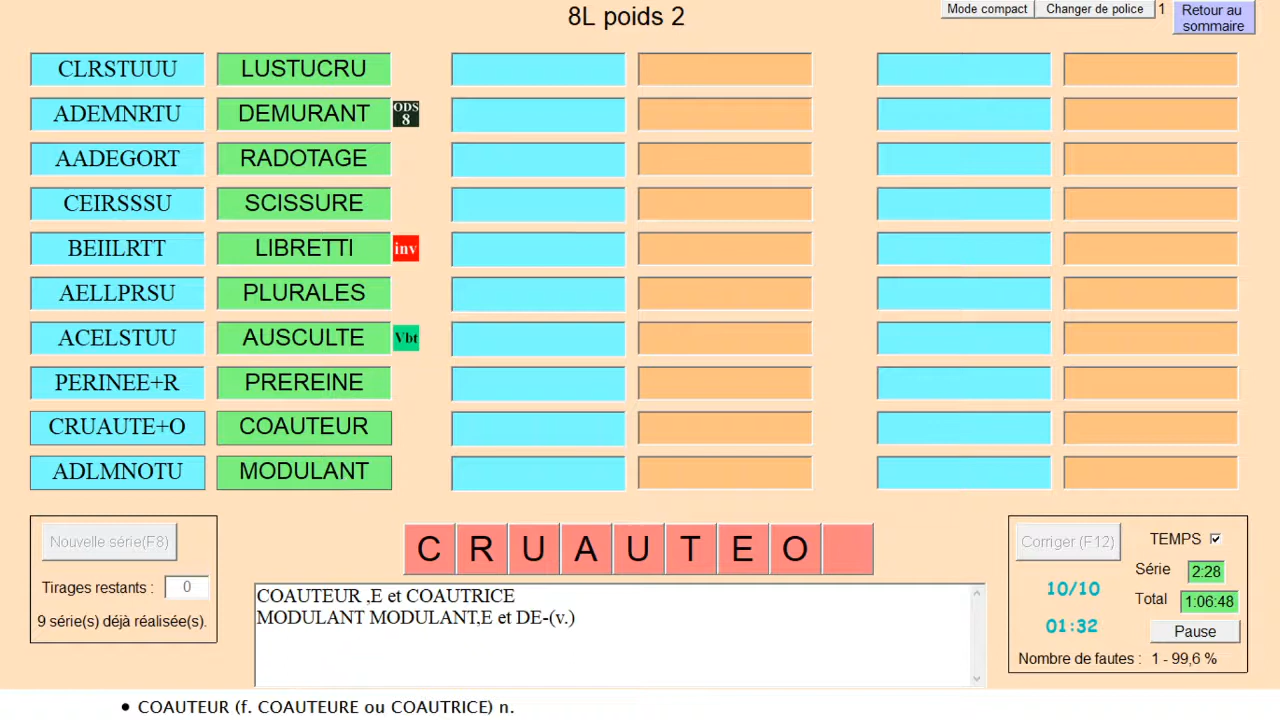 8L poids 2
Mode compact Changer de police 1 Retour au sommaire
CLRSTUUU LUSTUCRU
ADEMNRTU DEMURANT ODS 8
AADEGORT RADOTAGE
CEIRSSSU SCISSURE
BEIILRTT LIBRETTI inv
AELLPRSU PLURALES
ACELSTUU AUSCULTE Vbt
PERINEE+R PREREINE
CRUAUTE+O COAUTEUR
ADLMNOTU MODULANT
Nouvelle série(F8)
Tirages restants : 0
9 série(s) déjà réalisée(s).
C R U A U T E O
COAUTEUR ,E et COAUTRICE
MODULANT MODULANT,E et DE-(v.)
Corriger (F12) TEMPS
Série 2:28
10/10
Total 1:06:48
01:32
Pause
Nombre de fautes : 1 - 99,6 %
• COAUTEUR (f. COAUTEURE ou COAUTRICE) n.